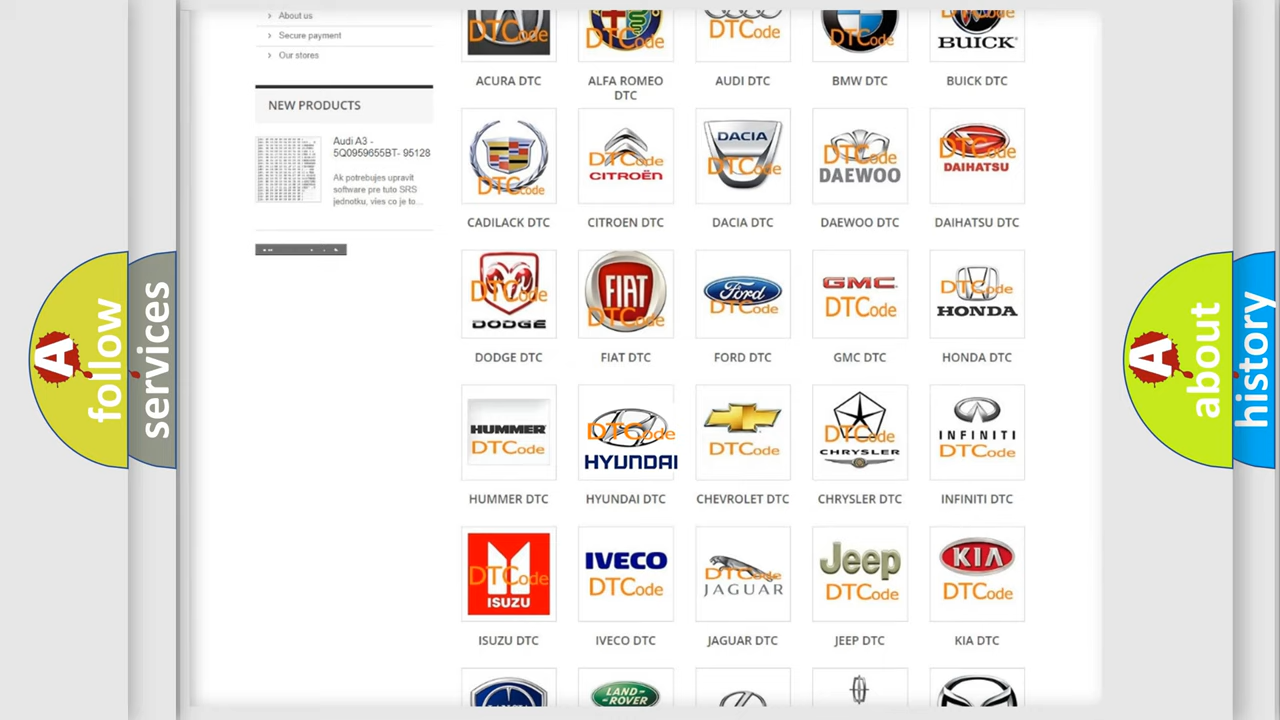 About us
Secure payment
Our stores
NEW PRODUCTS
Audi A3 -
5Q0959655BT- 95128
Ak potrebujes upravit
software pre tuto SRS
jednotku, vies co je to...
DTCode
DTCode
DTCode
DTCode
BUICK
ACURA DTC
ALFA ROMEO
DTC
AUDI DTC
BMW DTC
BUICK DTC
DTCode
DTCode
CITROËN
DACIA
DTCode
DTCode
DAEWOO
DTCode
DAIHATSU
CADILACK DTC
CITROEN DTC
DACIA DTC
DAEWOO DTC
DAIHATSU DTC
DTCode
DODGE
FIAT
DTCode
Ford
DTCode
GMC
DTCode
DTCode
HONDA
DODGE DTC
FIAT DTC
FORD DTC
GMC DTC
HONDA DTC
HUMMER
DTCode
DTCode
HYUNDAI
DTCode
DTCode
CHRYSLER
INFINITI
DTCode
HUMMER DTC
HYUNDAI DTC
CHEVROLET DTC
CHRYSLER DTC
INFINITI DTC
DTCode
ISUZU
IVECO
DTCode
DTCode
JAGUAR
Jeep
DTCode
KIA
DTCode
ISUZU DTC
IVECO DTC
JAGUAR DTC
JEEP DTC
KIA DTC
LAND-
ROVER
A
follow
services
A
about
history